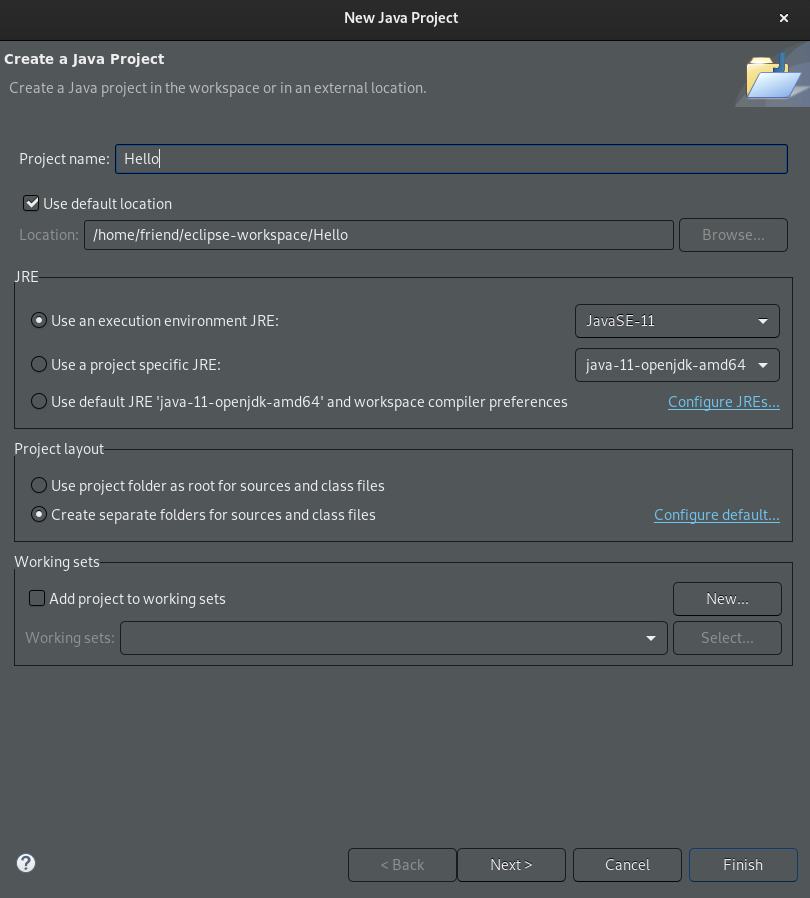 New Java Project ×
Create a Java Project
Create a Java project in the workspace or in an external location.
Project name: Hello
Use default location
Location: /home/friend/eclipse-workspace/Hello Browse...
JRE
Use an execution environment JRE: JavaSE-11
Use a project specific JRE: java-11-openjdk-amd64
Use default JRE 'java-11-openjdk-amd64' and workspace compiler preferences Configure JREs...
Project layout
Use project folder as root for sources and class files
Create separate folders for sources and class files Configure default...
Working sets
Add project to working sets New...
Working sets: Select...
? < Back Next > Cancel Finish